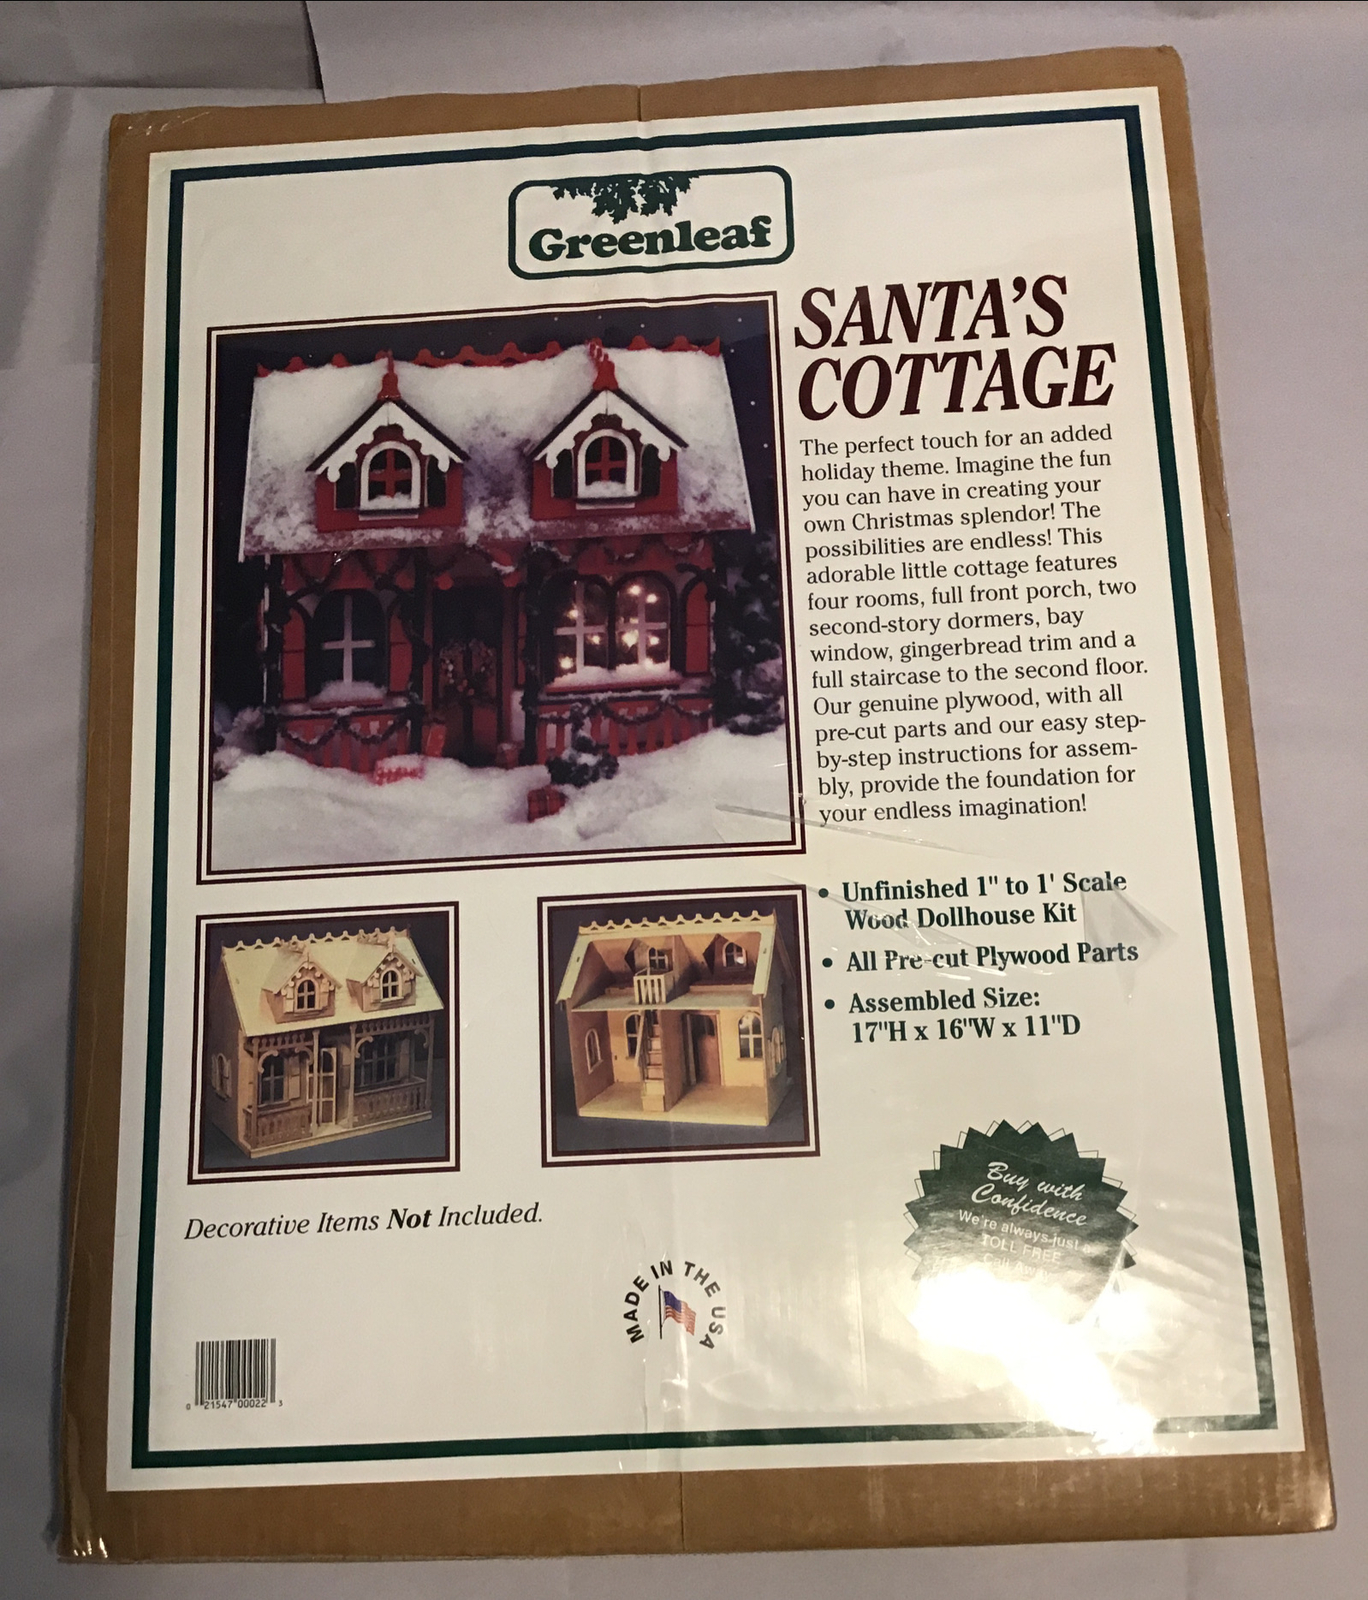 Greenleaf
SANTA'S
COTTAGE
The perfect touch for an added
holiday theme. Imagine the fun
you can have in creating your
own Christmas splendor! The
possibilities are endless! This
adorable little cottage features
four rooms, full front porch, two
second-story dormers, bay
window, gingerbread trim and a
full staircase to the second floor.
Our genuine plywood, with all
pre-cut parts and our easy step-
by-step instructions for assem-
bly, provide the foundation for
your endless imagination!
• Unfinished 1" to 1' Scale
Wood Dollhouse Kit
• All Pre-cut Plywood Parts
• Assembled Size:
17"H x 16"W x 11"D
Decorative Items Not Included.
Buy with
Confidence
We're always just a
TOLL FREE
Call
MADE IN THE USA
0 21547 00022 3